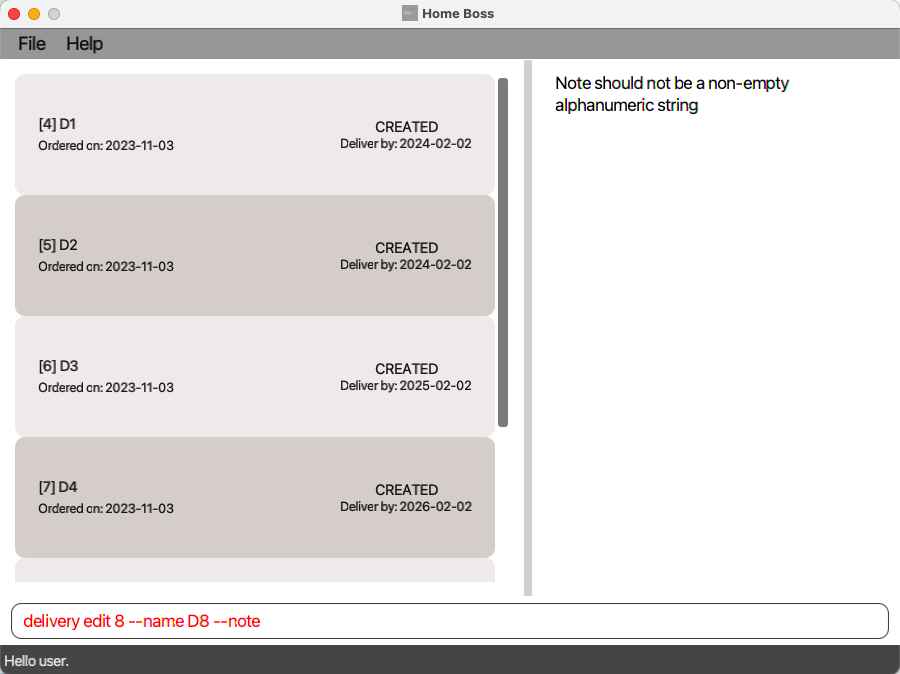 Home Boss
File Help
[4] D1
Ordered on: 2023-11-03
CREATED
Deliver by: 2024-02-02
[5] D2
Ordered on: 2023-11-03
CREATED
Deliver by: 2024-02-02
[6] D3
Ordered on: 2023-11-03
CREATED
Deliver by: 2025-02-02
[7] D4
Ordered on: 2023-11-03
CREATED
Deliver by: 2026-02-02
Note should not be a non-empty
alphanumeric string
delivery edit 8 --name D8 --note
Hello user.